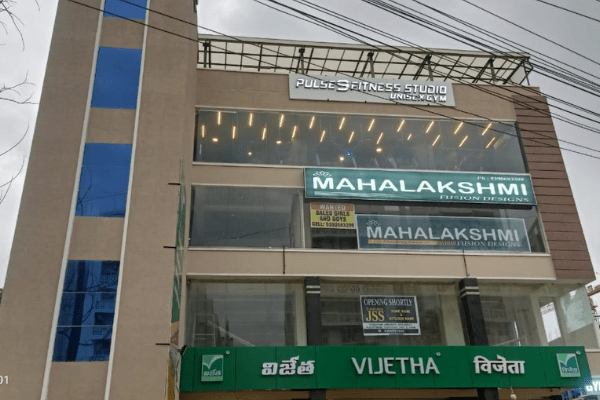 PULSE 9 FITNESS STUDIO
UNISEX GYM
MAHALAKSHMI
FUSION DESIGNS
WANTED
SALES GIRLS
AND BOYS
MAHALAKSHMI
FUSION DESIGNS
OPENING SHORTLY
JSS
విజేత VIJETHA విजेता